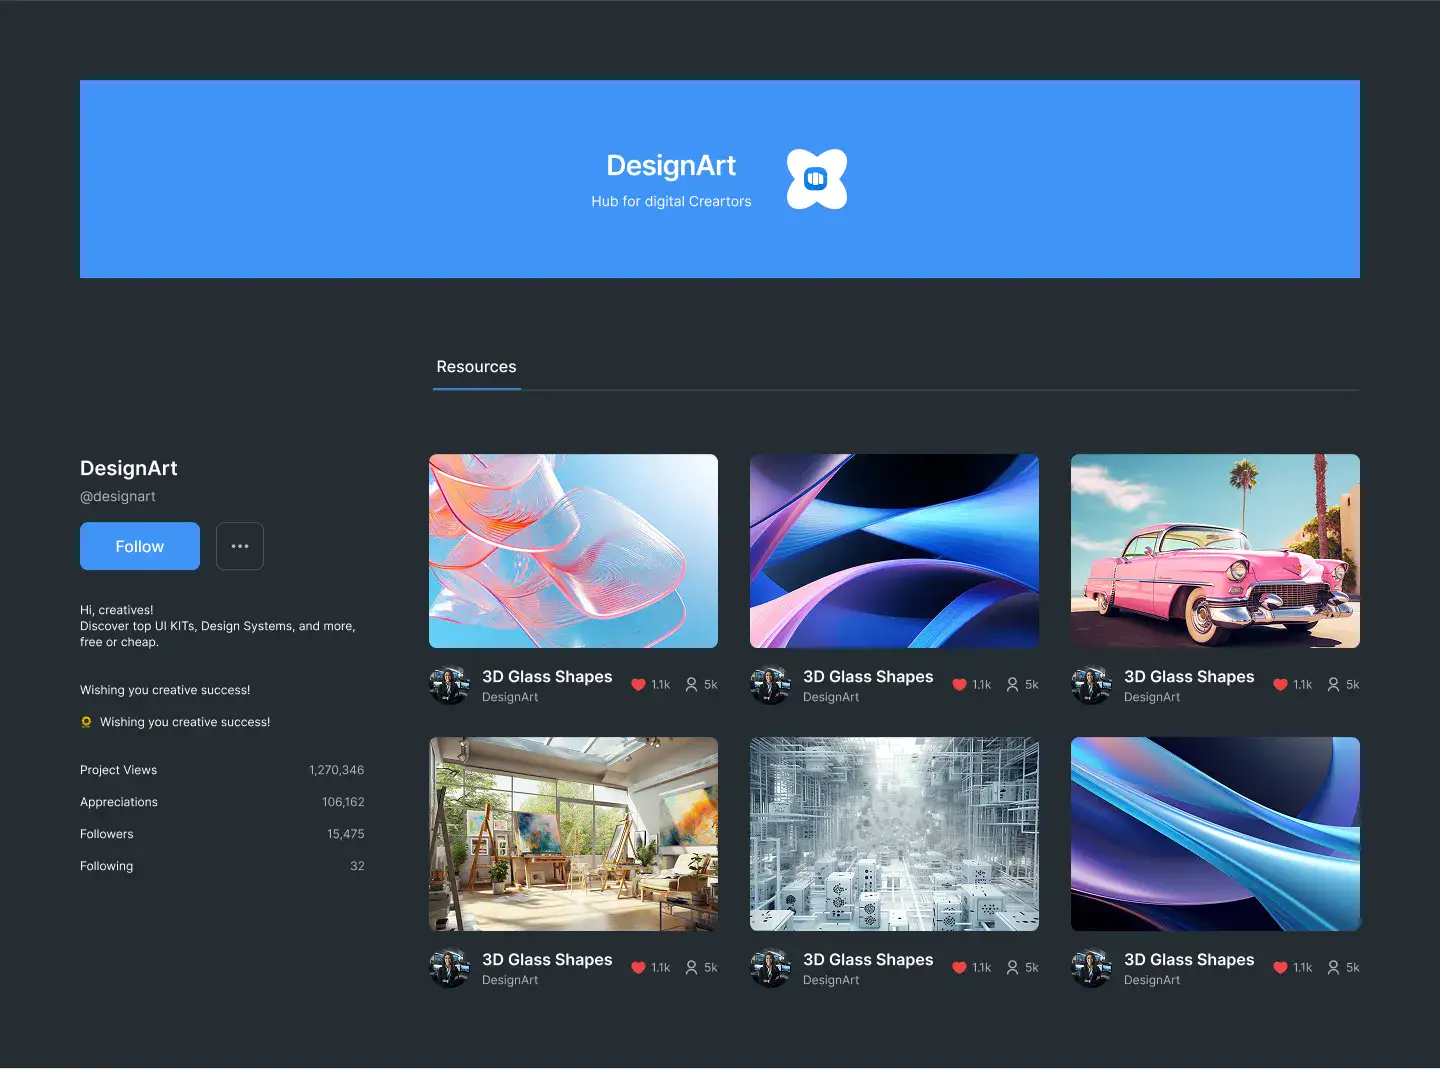 DesignArt
Hub for digital Creartors
Resources
DesignArt
@designart
Follow
Hi, creatives!
Discover top UI KITs, Design Systems, and more,
free or cheap.
Wishing you creative success!
Wishing you creative success!
Project Views 1,270,346
Appreciations 106,162
Followers 15,475
Following 32
3D Glass Shapes 1.1k 5k
DesignArt
3D Glass Shapes 1.1k 5k
DesignArt
3D Glass Shapes 1.1k 5k
DesignArt
3D Glass Shapes 1.1k 5k
DesignArt
3D Glass Shapes 1.1k 5k
DesignArt
3D Glass Shapes 1.1k 5k
DesignArt